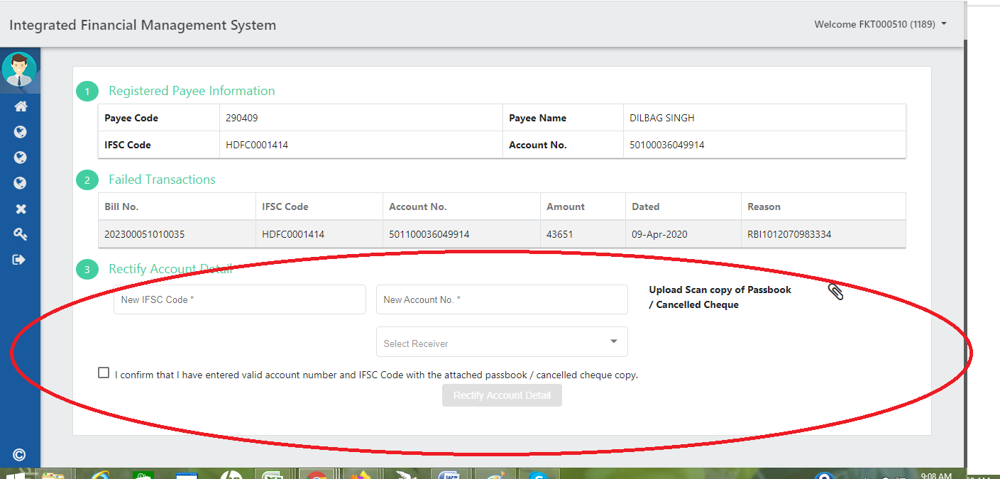 Integrated Financial Management System
Welcome FKT000510 (1189)
1 Registered Payee Information
Payee Code 290409 Payee Name DILBAG SINGH
IFSC Code HDFC0001414 Account No. 50100036049914
2 Failed Transactions
Bill No. IFSC Code Account No. Amount Dated Reason
202300051010035 HDFC0001414 501100036049914 43651 09-Apr-2020 RBI1012070983334
3 Rectify Account Detail
New IFSC Code * New Account No. * Upload Scan copy of Passbook
/ Cancelled Cheque
Select Receiver
I confirm that I have entered valid account number and IFSC Code with the attached passbook / cancelled cheque copy.
Rectify Account Detail
©
9:08 AM